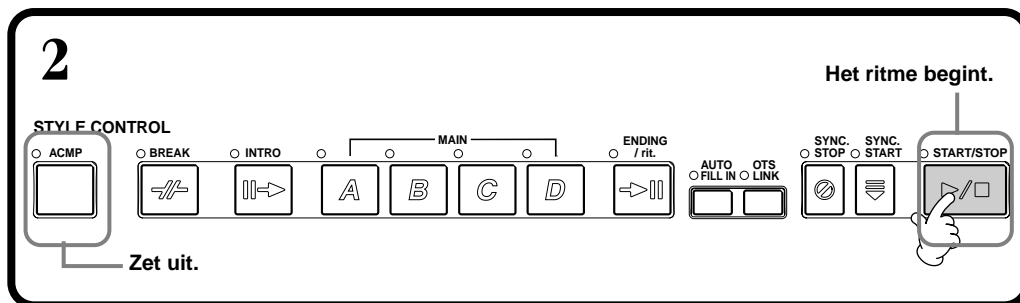 2
Het ritme begint.
STYLE CONTROL
ACMP
BREAK
INTRO
MAIN
A
B
C
D
ENDING
/ rit.
AUTO
FILL IN
OTS
LINK
SYNC.
STOP
SYNC.
START
START/STOP
Zet uit.